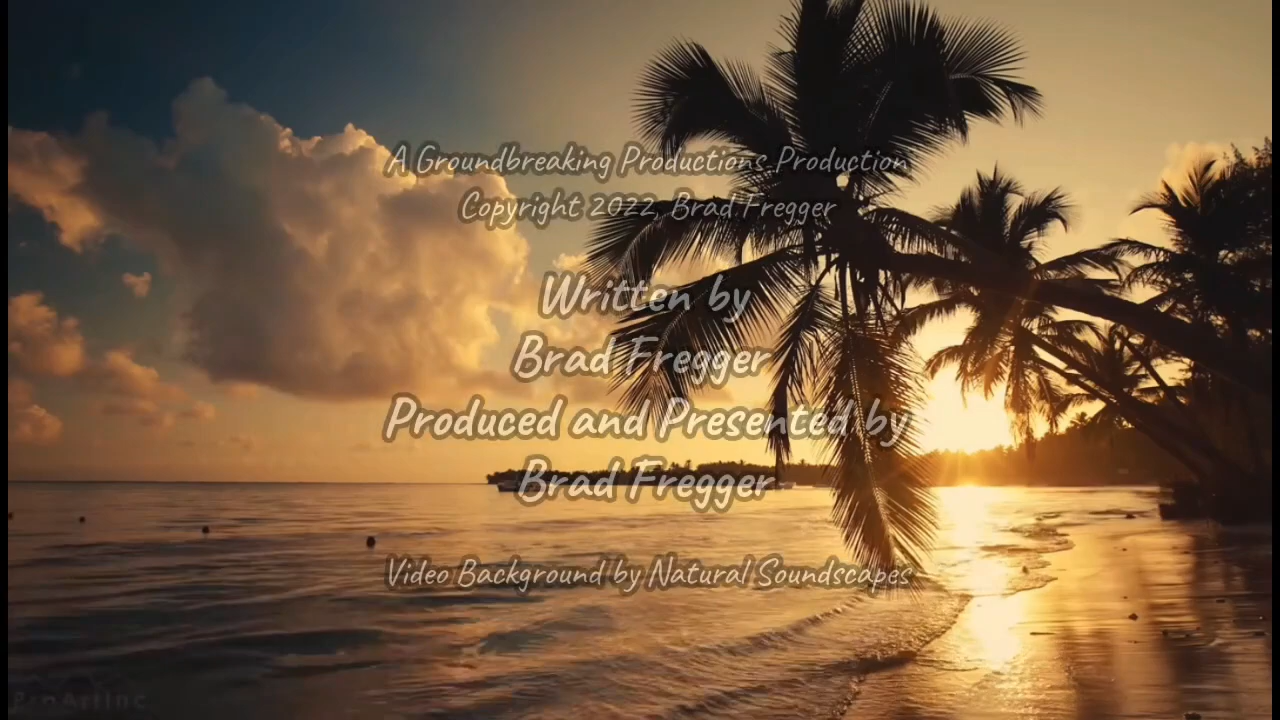 A Groundbreaking Productions Production
Copyright 2022 Brad Fregger
Written by
Brad Fregger
Produced and Presented by
Brad Fregger
Video Background by Natural Soundscapes
ProArtInc